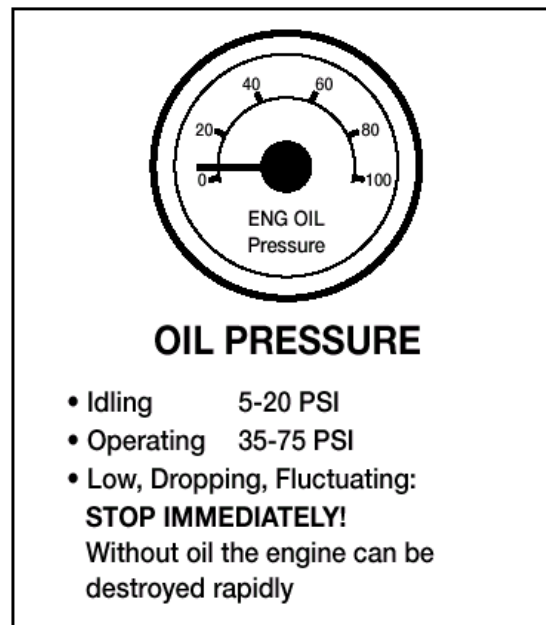 40 60
20 80
0 100
ENG OIL
Pressure
OIL PRESSURE
• Idling 5-20 PSI
• Operating 35-75 PSI
• Low, Dropping, Fluctuating:
STOP IMMEDIATELY!
Without oil the engine can be
destroyed rapidly